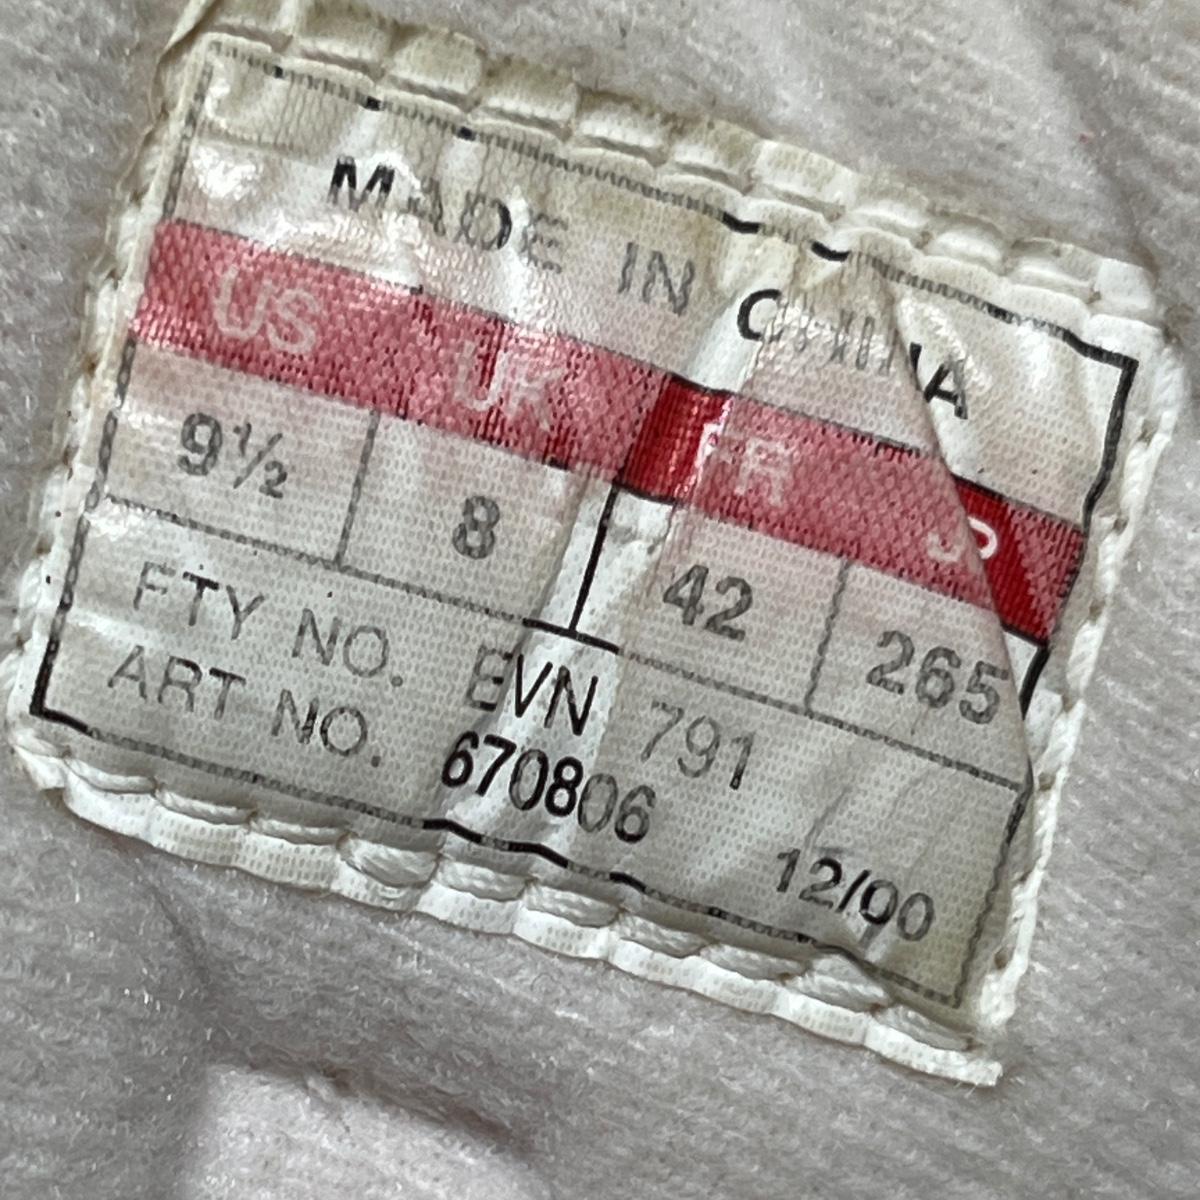 MADE IN CHINA
US UK FR JP
9½ 8 42 265
FTY NO. EVN 791
ART NO. 670806
12/00